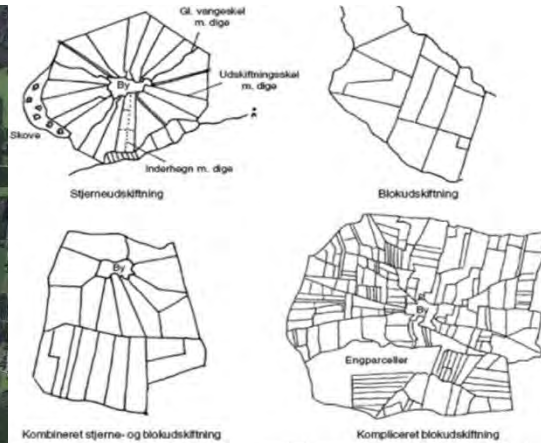 Gl. vangeskel
m. dige
By
Udskiftningsskel
m. dige
Å
Skove
Inderhegn m. dige
Stjerneudskiftning
Blokudskiftning
By
By
Engparceller
Kombineret stjerne- og blokudskiftning
Kompliceret blokudskiftning